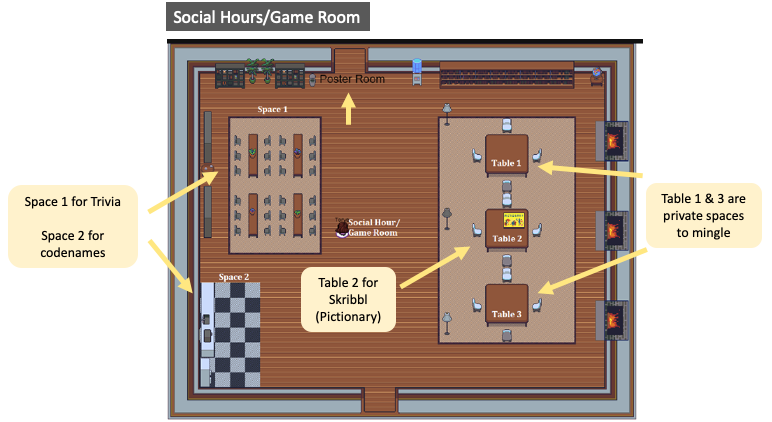 Social Hours/Game Room
Poster Room
Space 1
Table 1
Space 1 for Trivia
Space 2 for
codenames
Table 1 & 3 are
private spaces
to mingle
Social Hour/
Game Room
Table 2
Space 2
Table 2 for
Skribbl
(Pictionary)
Table 3